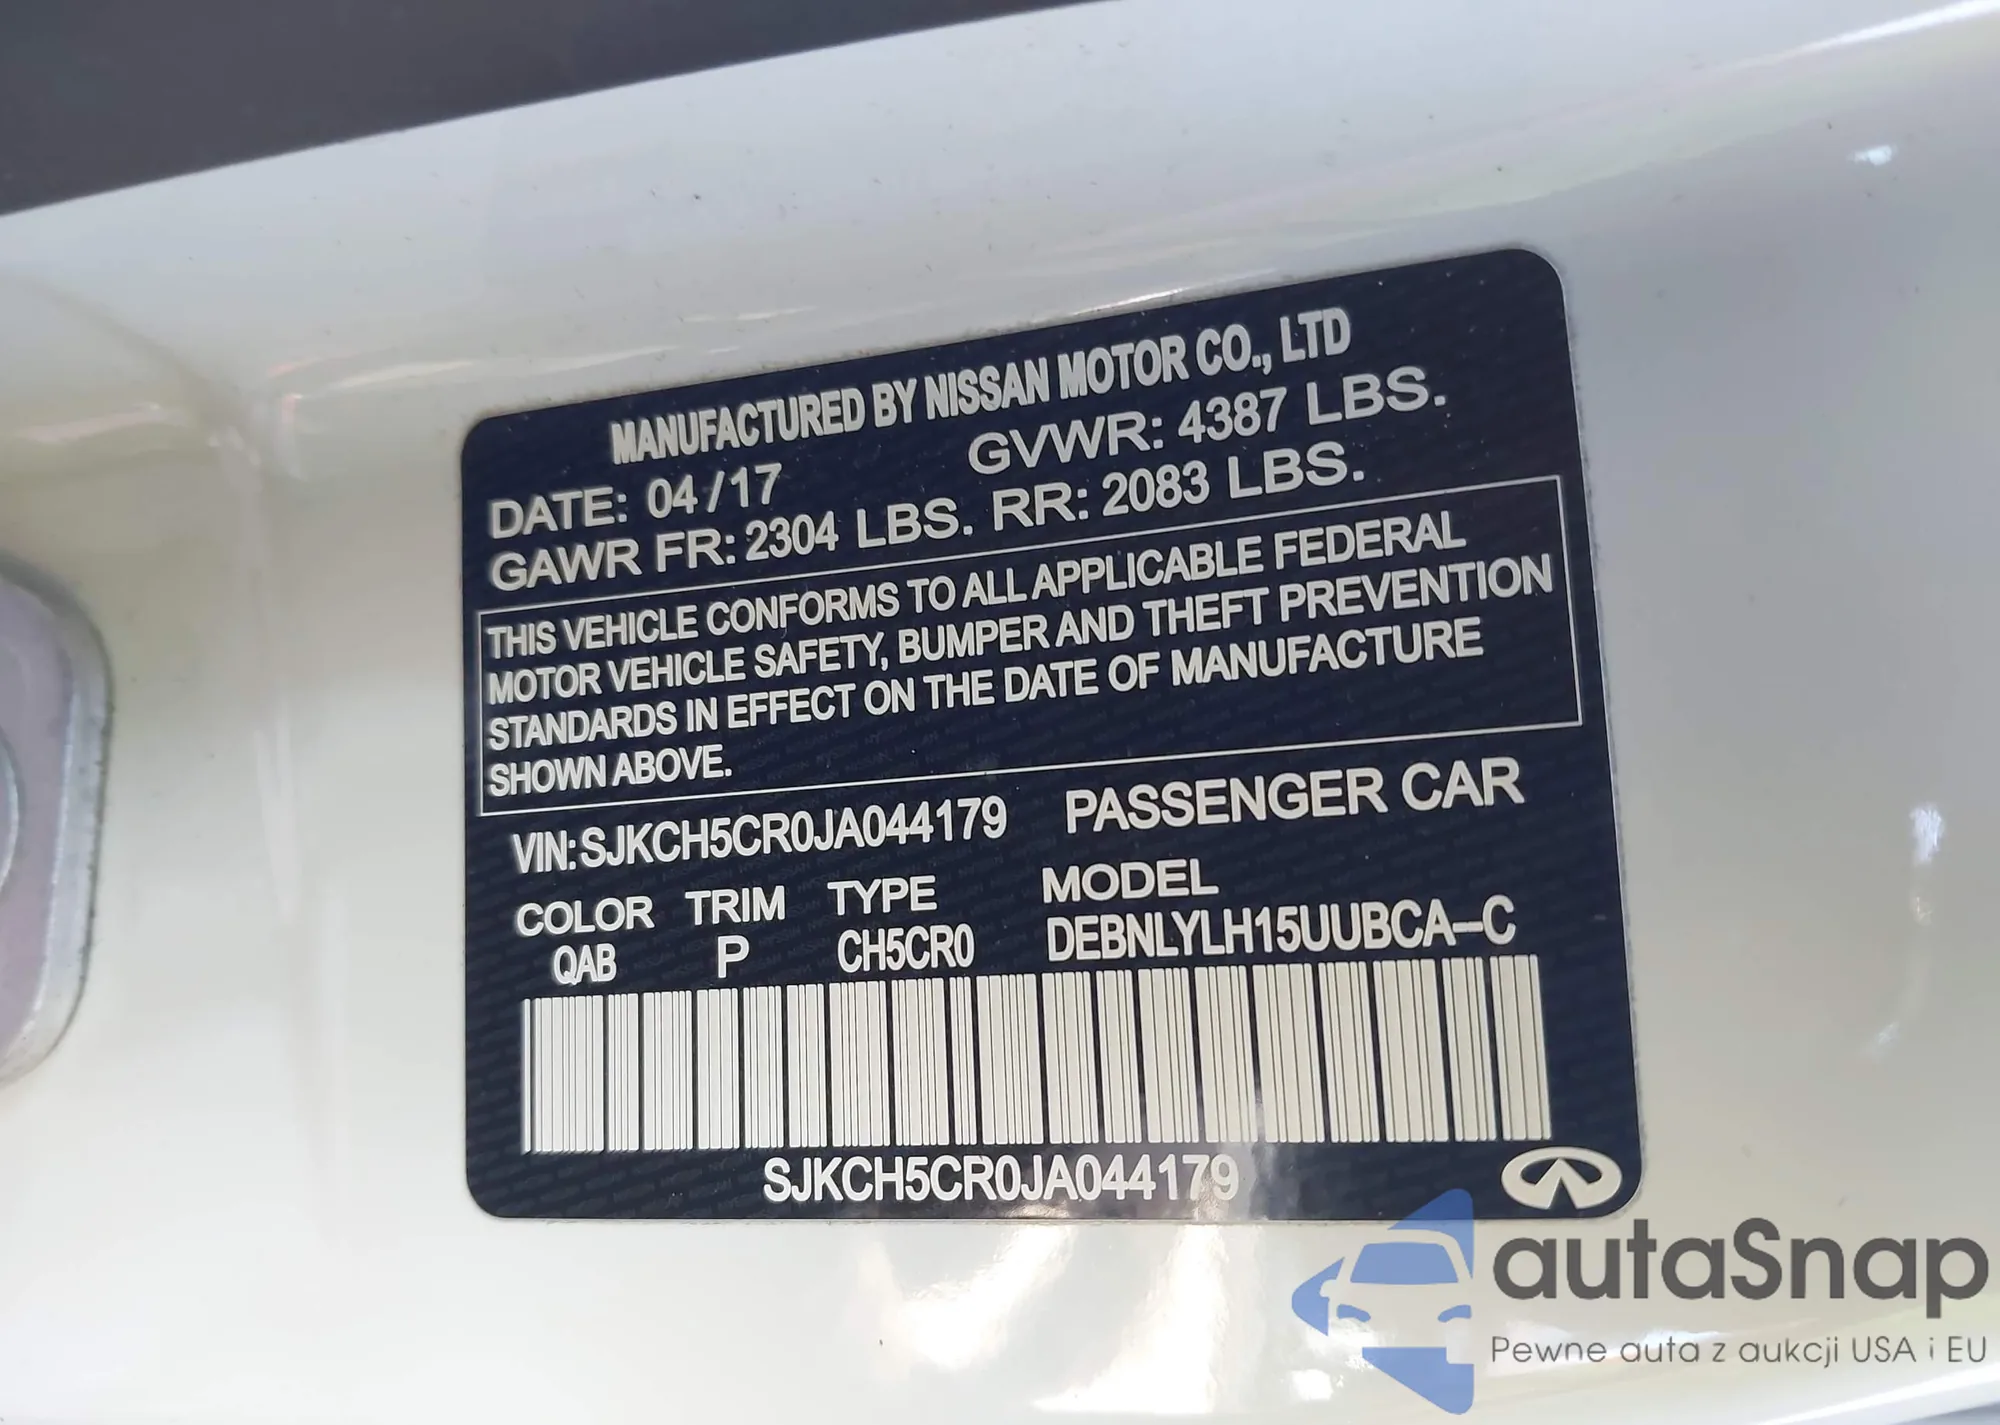 MANUFACTURED BY NISSAN MOTOR CO., LTD
DATE: 04/17 GVWR: 4387 LBS.
GAWR FR: 2304 LBS. RR: 2083 LBS.
THIS VEHICLE CONFORMS TO ALL APPLICABLE FEDERAL
MOTOR VEHICLE SAFETY, BUMPER AND THEFT PREVENTION
STANDARDS IN EFFECT ON THE DATE OF MANUFACTURE
SHOWN ABOVE.
VIN: SJKCH5CR0JA044179 PASSENGER CAR
COLOR TRIM TYPE MODEL
QAB P CH5CR0 DEBNLYLH15UUBCA-C
SJKCH5CR0JA044179
autaSnap
Pewne auta z aukcji USA i EU